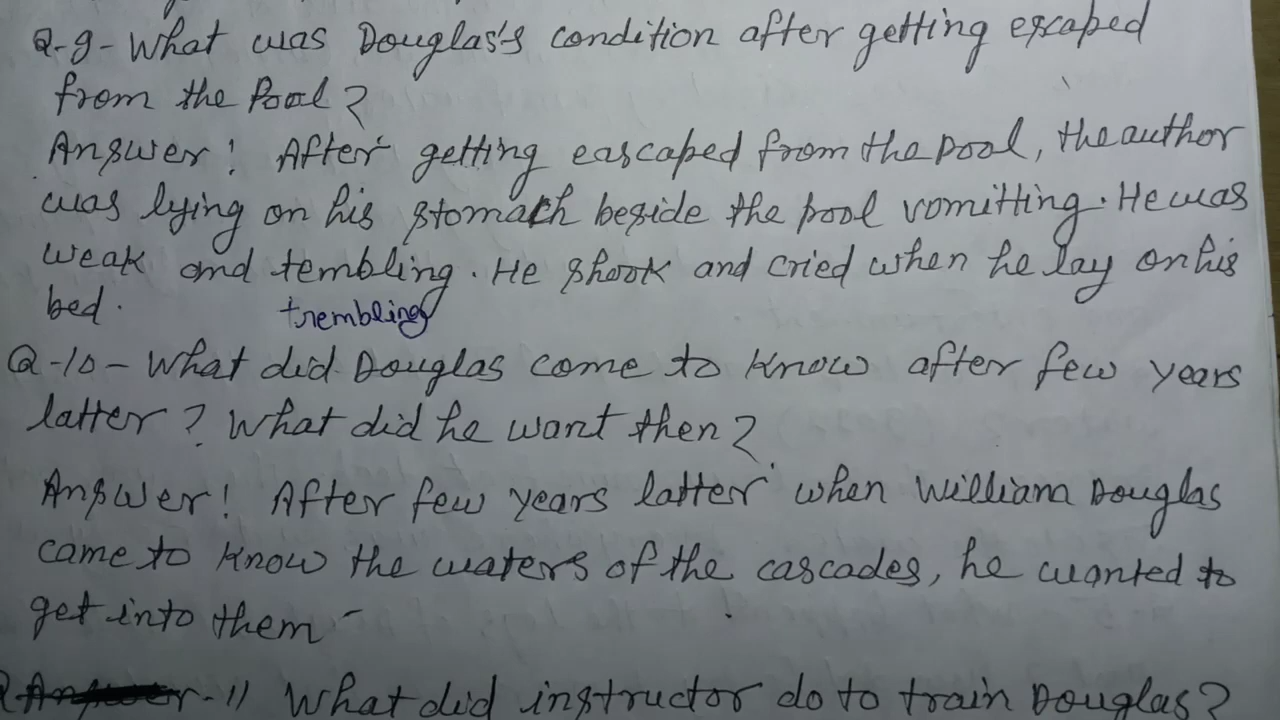 Q-9- What was Douglas's condition after getting escaped
from the Pool?
Answer! After getting eascaped from the pool, the author
was lying on his stomach beside the pool vomitting. He was
weak and tembling. He shook and cried when he lay on his
bed.
trembling
Q-10- What did Douglas come to know after few years
latter? What did he want then?
Answer! After few years latter when William Douglas
came to know the waters of the cascades, he wanted to
get into them -
-11 What did instructor do to train Douglas?